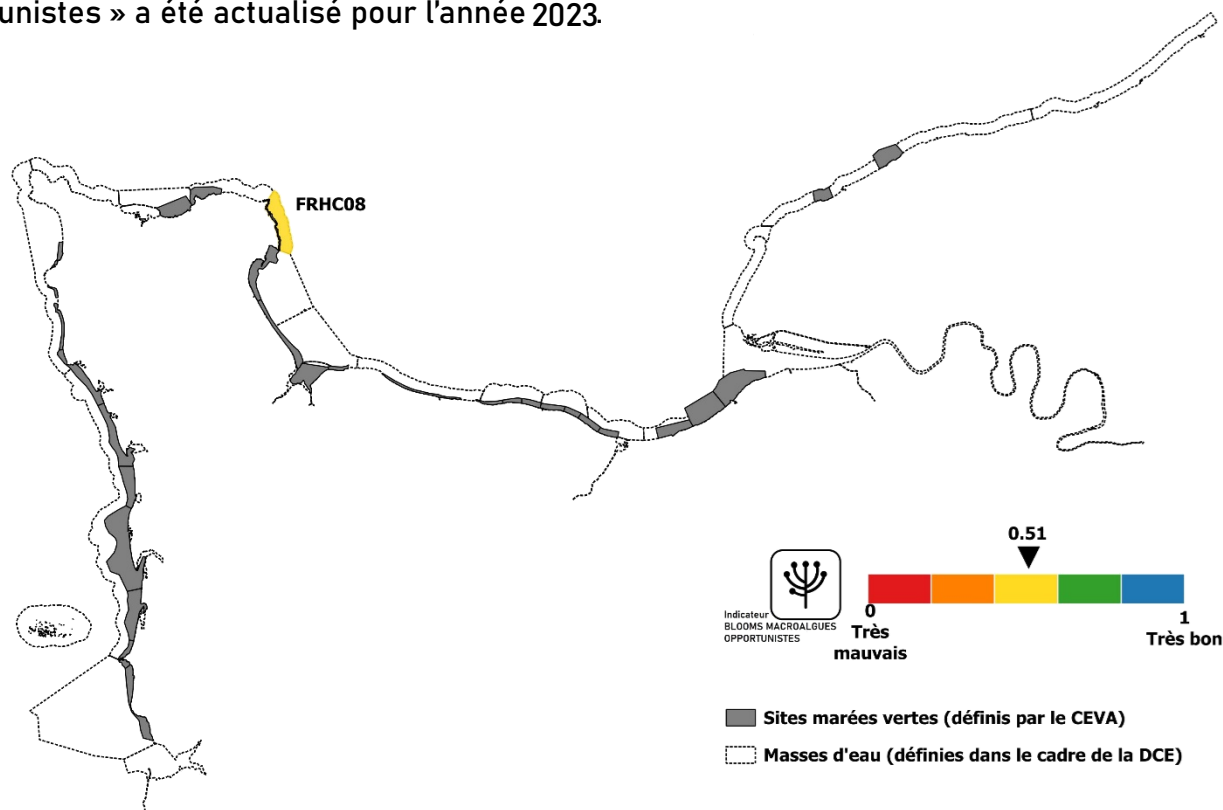 unistes » a été actualisé pour l'année 2023.
FRHC08
0.51
Indicateur
BLOOMS MACROALGUES
OPPORTUNISTES
0
Très
mauvais
1
Très bon
Sites marées vertes (définis par le CEVA)
Masses d'eau (définies dans le cadre de la DCE)